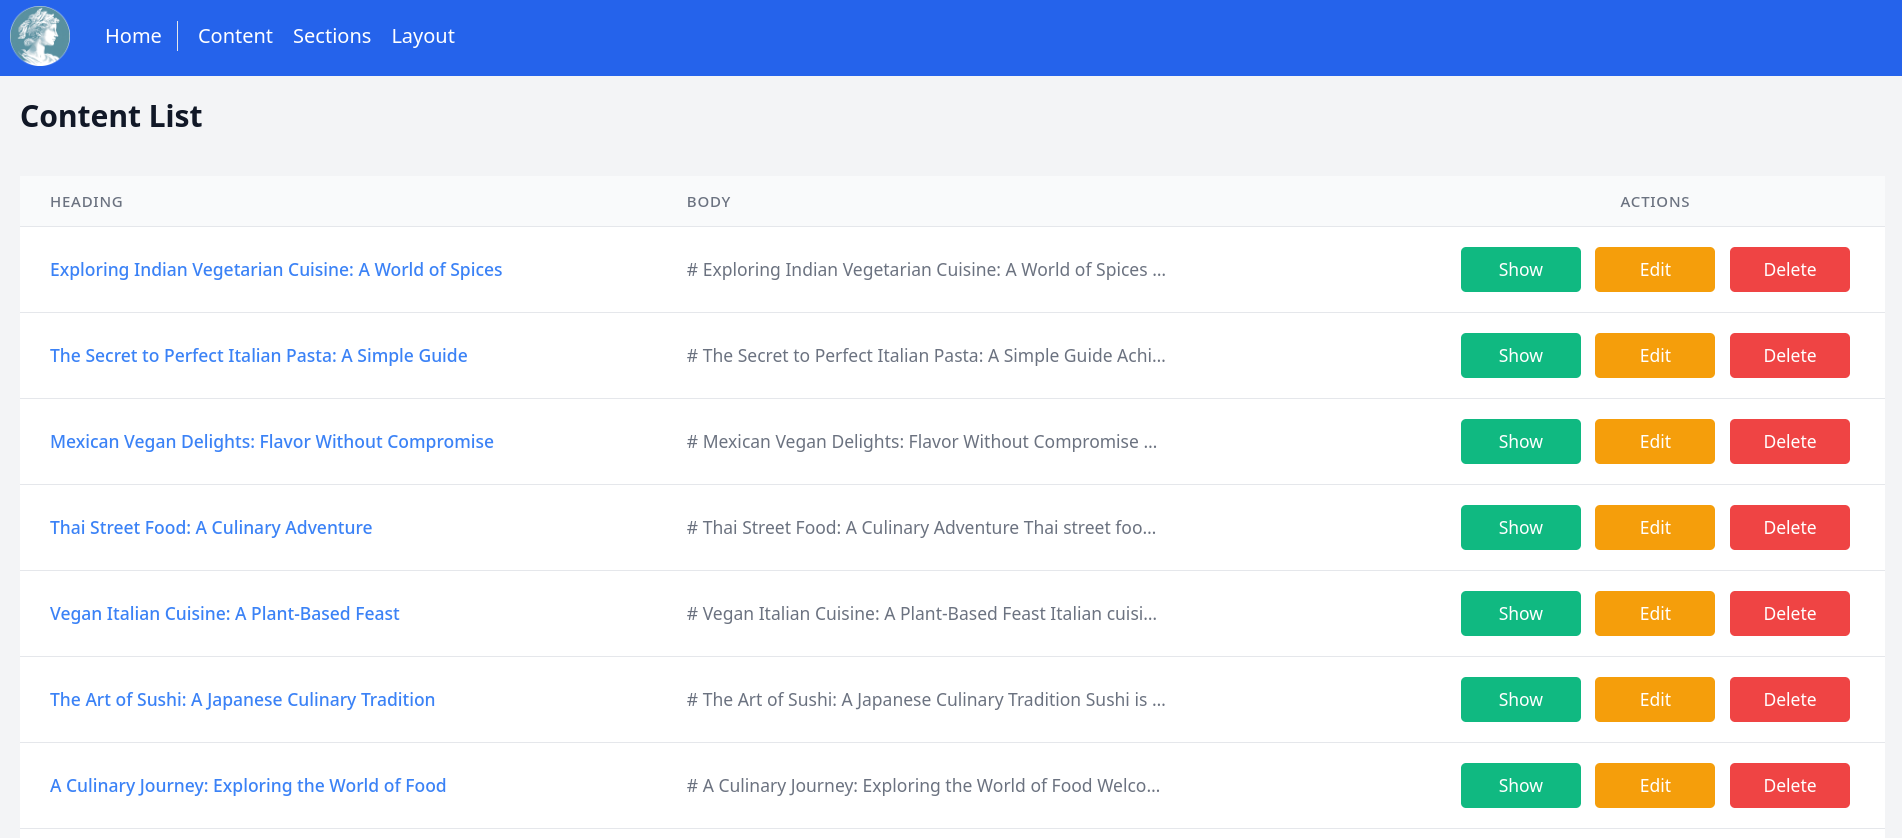 Home Content Sections Layout
Content List
HEADING BODY ACTIONS
Exploring Indian Vegetarian Cuisine: A World of Spices # Exploring Indian Vegetarian Cuisine: A World of Spices ... Show Edit Delete
The Secret to Perfect Italian Pasta: A Simple Guide # The Secret to Perfect Italian Pasta: A Simple Guide Achi... Show Edit Delete
Mexican Vegan Delights: Flavor Without Compromise # Mexican Vegan Delights: Flavor Without Compromise ... Show Edit Delete
Thai Street Food: A Culinary Adventure # Thai Street Food: A Culinary Adventure Thai street foo... Show Edit Delete
Vegan Italian Cuisine: A Plant-Based Feast # Vegan Italian Cuisine: A Plant-Based Feast Italian cuisi... Show Edit Delete
The Art of Sushi: A Japanese Culinary Tradition # The Art of Sushi: A Japanese Culinary Tradition Sushi is ... Show Edit Delete
A Culinary Journey: Exploring the World of Food # A Culinary Journey: Exploring the World of Food Welco... Show Edit Delete